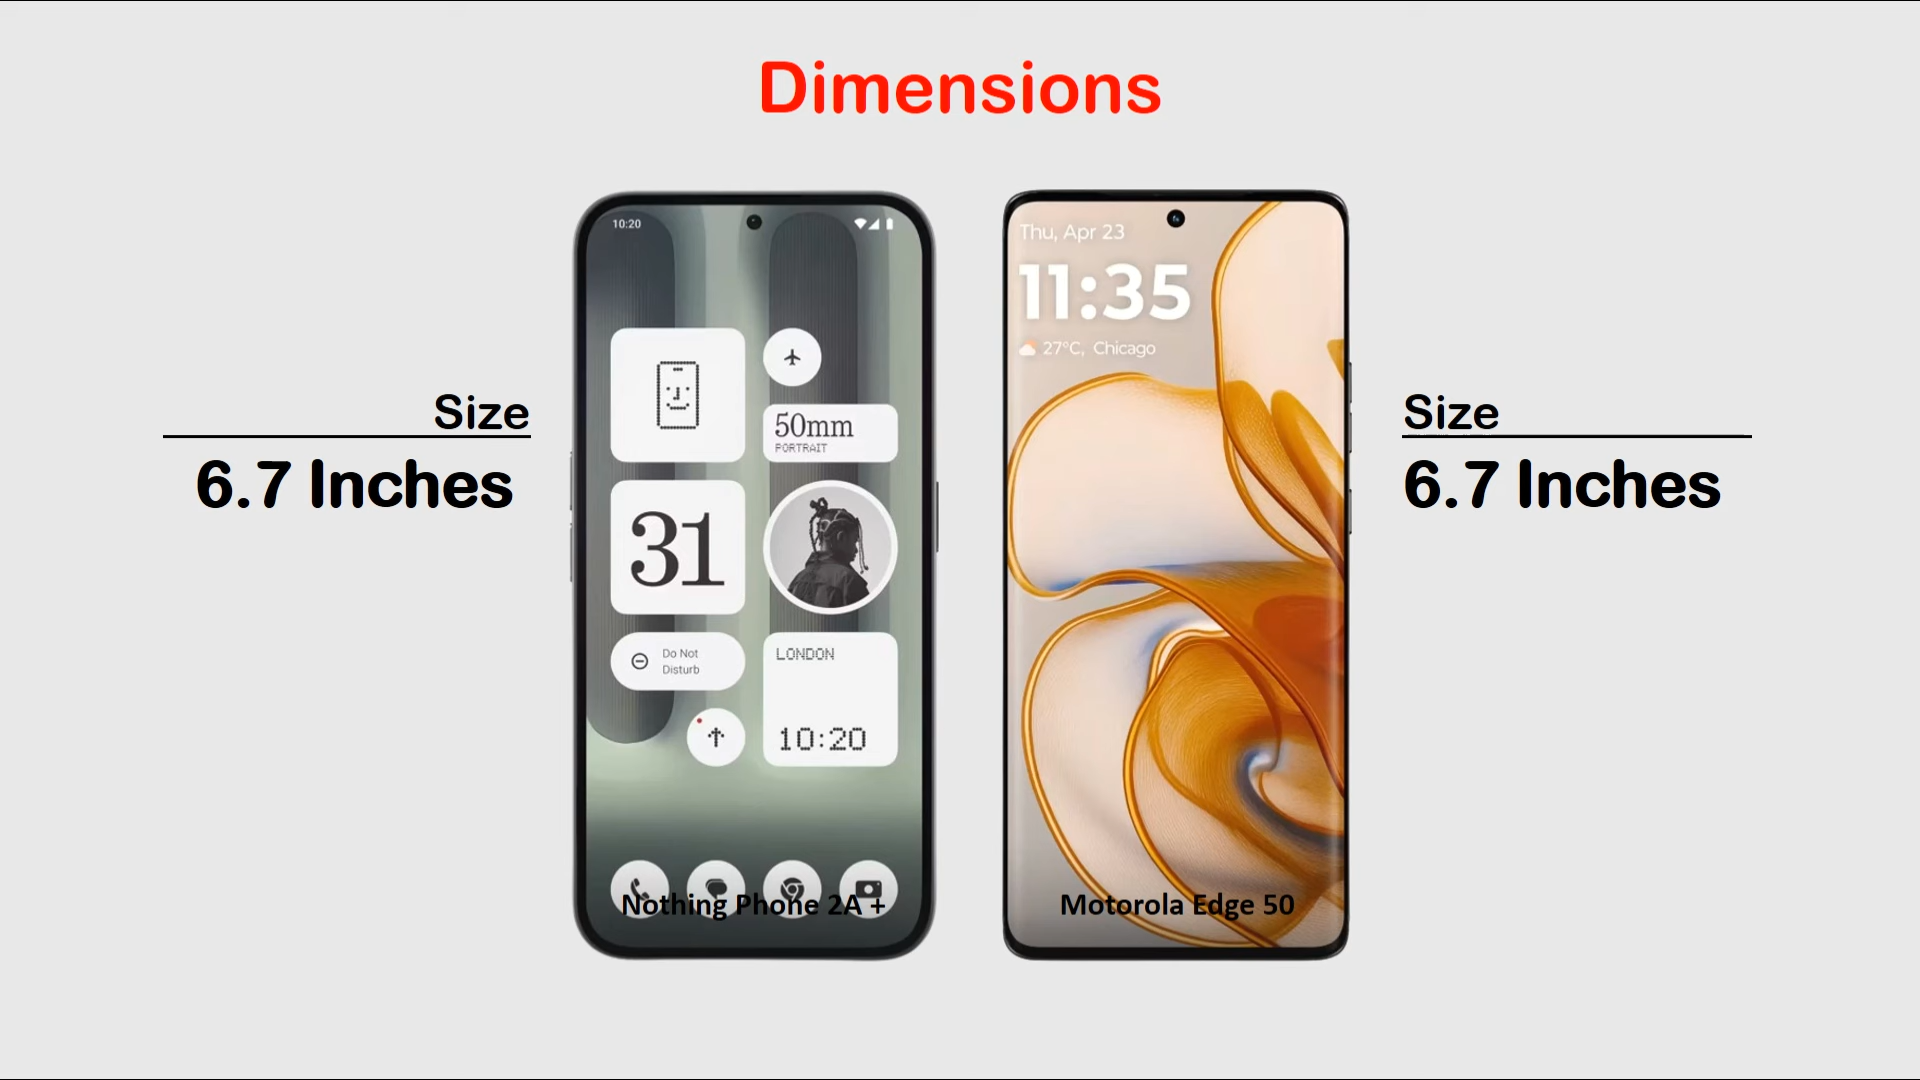 Dimensions
10:20
50mm
PORTRAIT
31
Do Not
Disturb
LONDON
10:20
Nothing Phone 2A +
Thu, Apr 23
11:35
27°C, Chicago
Motorola Edge 50
Size
6.7 Inches
Size
6.7 Inches